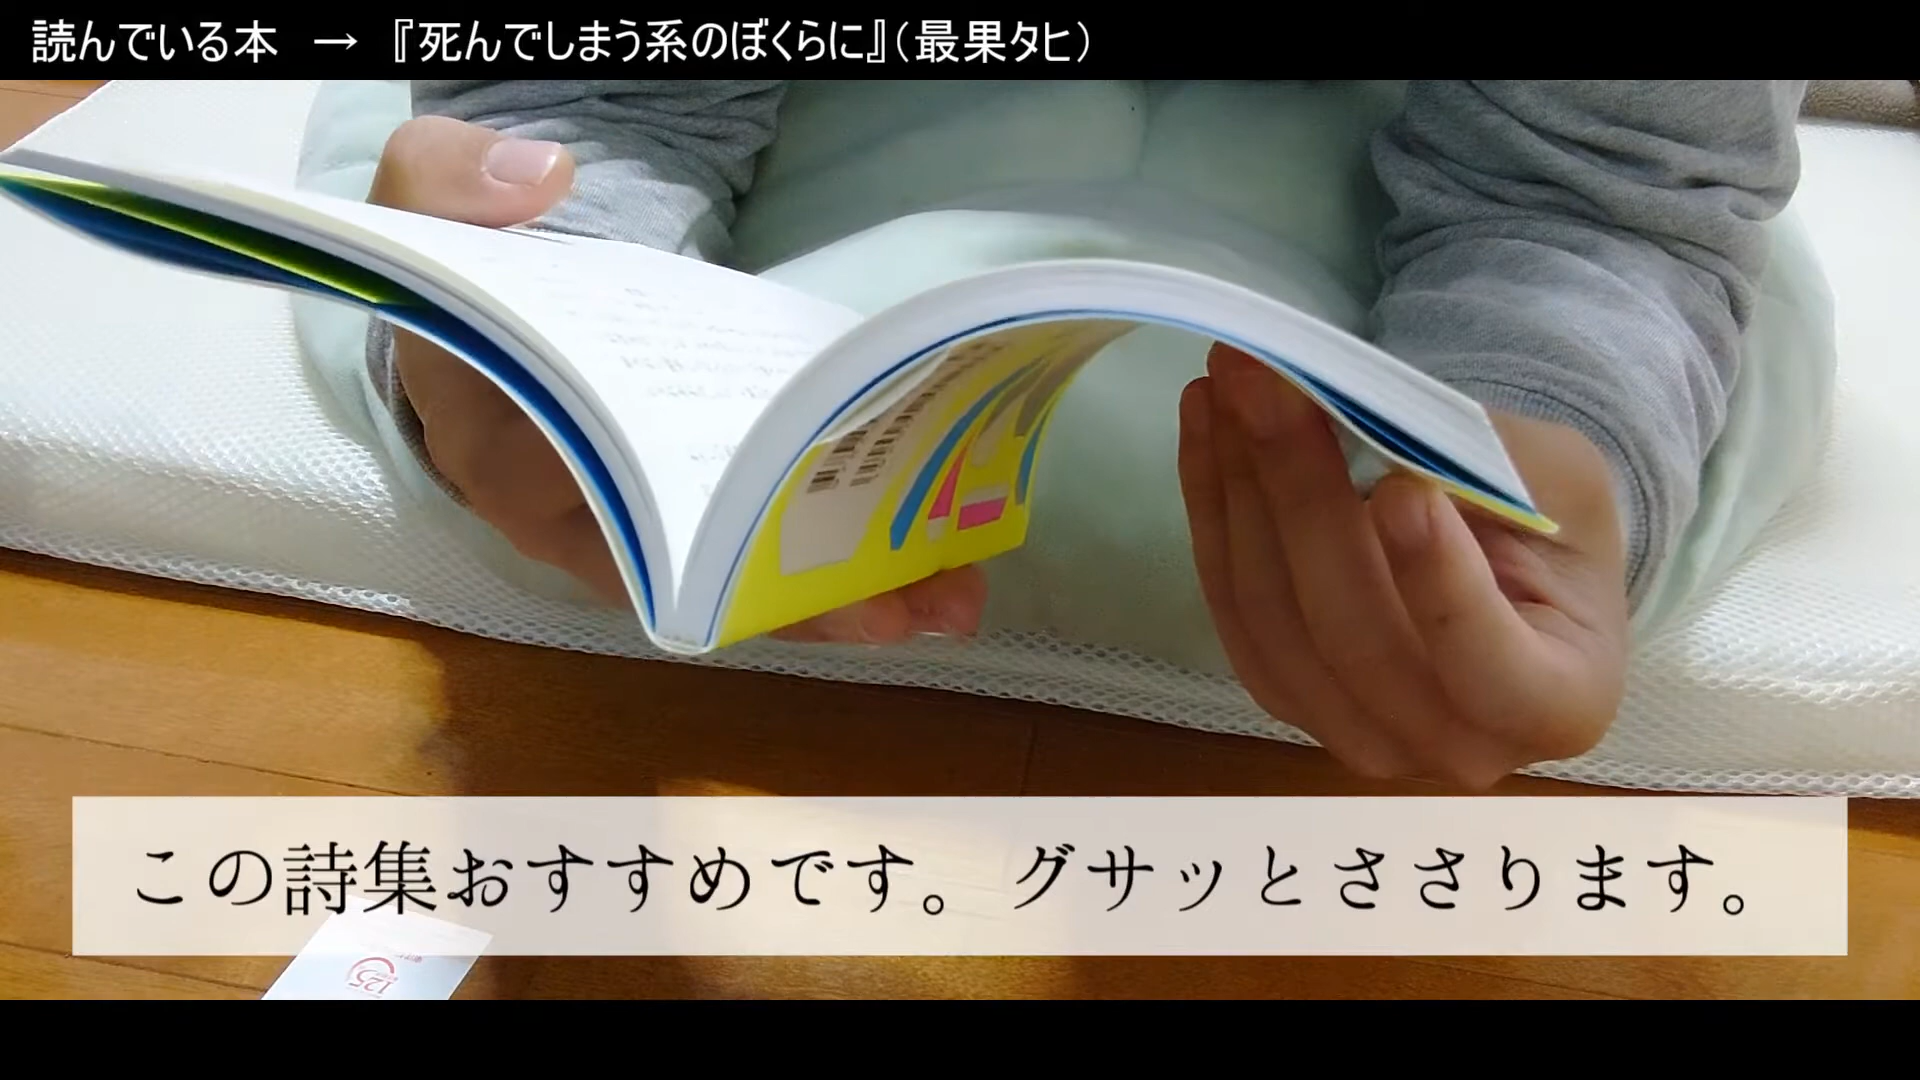 読んでいる本 → 『死んでしまう系のぼくらに』(最果タヒ)
この詩集おすすめです。グサッとささります。
125